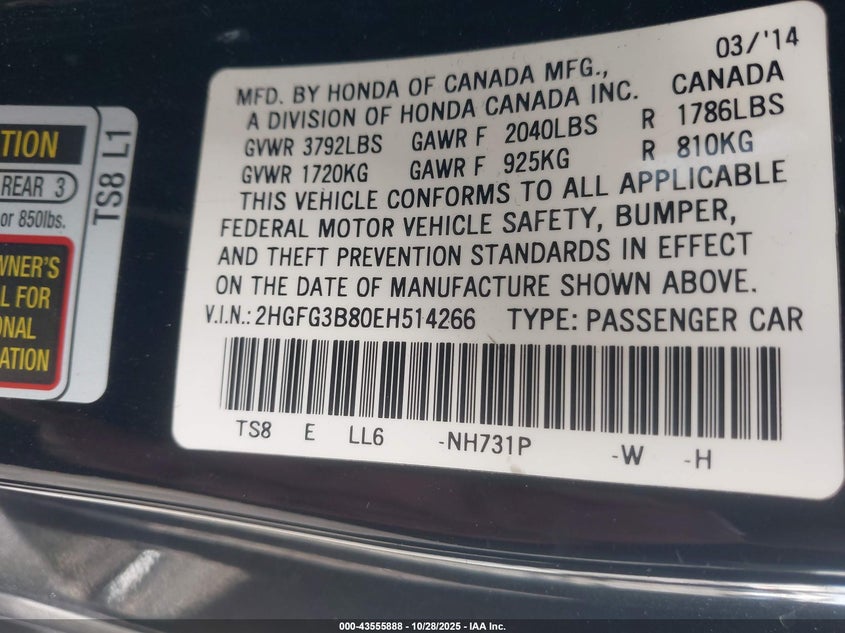 TION
REAR 3
or 850lbs.
WNER'S
L FOR
ONAL
ATION
TS8 L1
03/'14
MFD. BY HONDA OF CANADA MFG.,
A DIVISION OF HONDA CANADA INC. CANADA
GVWR 3792LBS GAWR F 2040LBS R 1786LBS
GVWR 1720KG GAWR F 925KG R 810KG
THIS VEHICLE CONFORMS TO ALL APPLICABLE
FEDERAL MOTOR VEHICLE SAFETY, BUMPER,
AND THEFT PREVENTION STANDARDS IN EFFECT
ON THE DATE OF MANUFACTURE SHOWN ABOVE.
V.I.N.: 2HGFG3B80EH514266 TYPE: PASSENGER CAR
TS8 E LL6 -NH731P -W -H
000-43555888 - 10/28/2025 - IAA Inc.